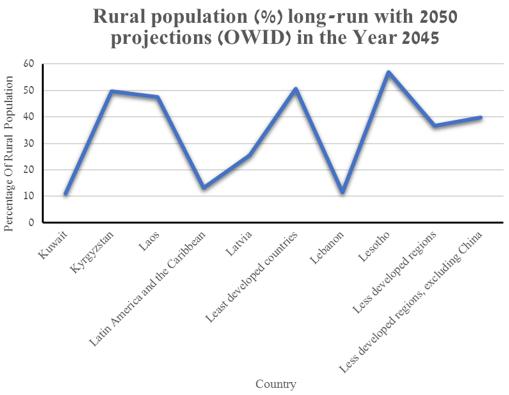 Rural population (%) long-run with 2050
projections (OWID) in the Year 2045
Percentage Of Rural Population
60
50
40
30
20
10
0
Kuwait
Kyrgyzstan
Laos
Latin America and the Caribbean
Latvia
Least developed countries
Lebanon
Lesotho
Less developed regions
Less developed regions, excluding China
Country